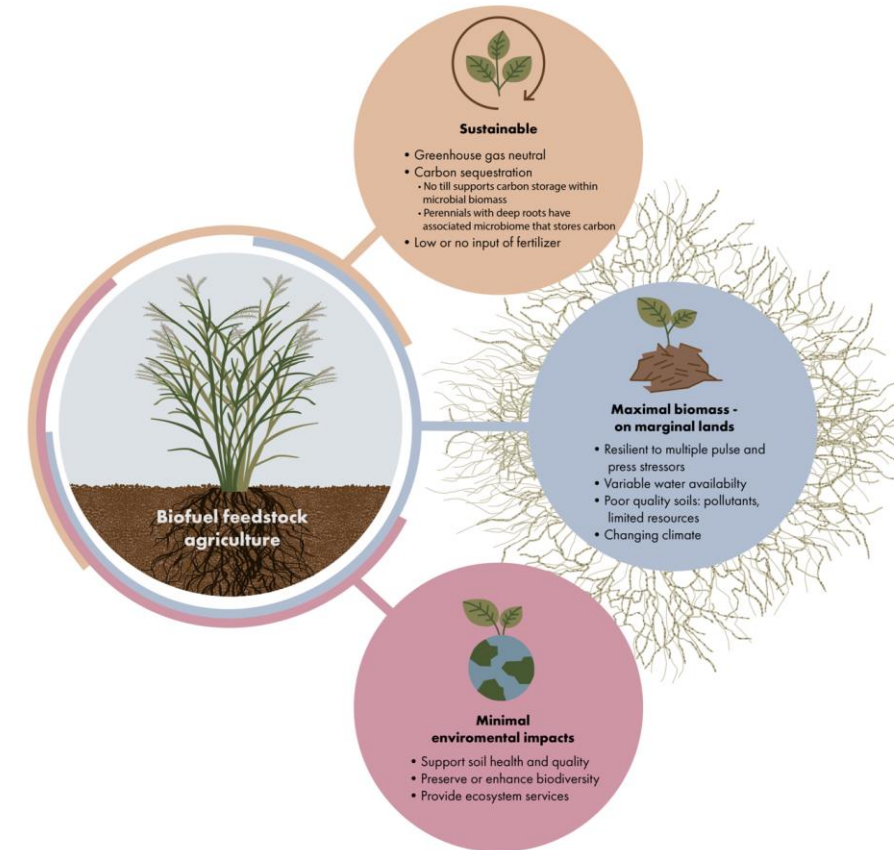 Sustainable
• Greenhouse gas neutral
• Carbon sequestration
• No till supports carbon storage within
microbial biomass
• Perennials with deep roots have
associated microbiome that stores carbon
• Low or no input of fertilizer
Biofuel feedstock
agriculture
Maximal biomass -
on marginal lands
• Resilient to multiple pulse and
press stressors
• Variable water availabilty
• Poor quality soils: pollutants,
limited resources
• Changing climate
Minimal
enviromental impacts
• Support soil health and quality
• Preserve or enhance biodiversity
• Provide ecosystem services